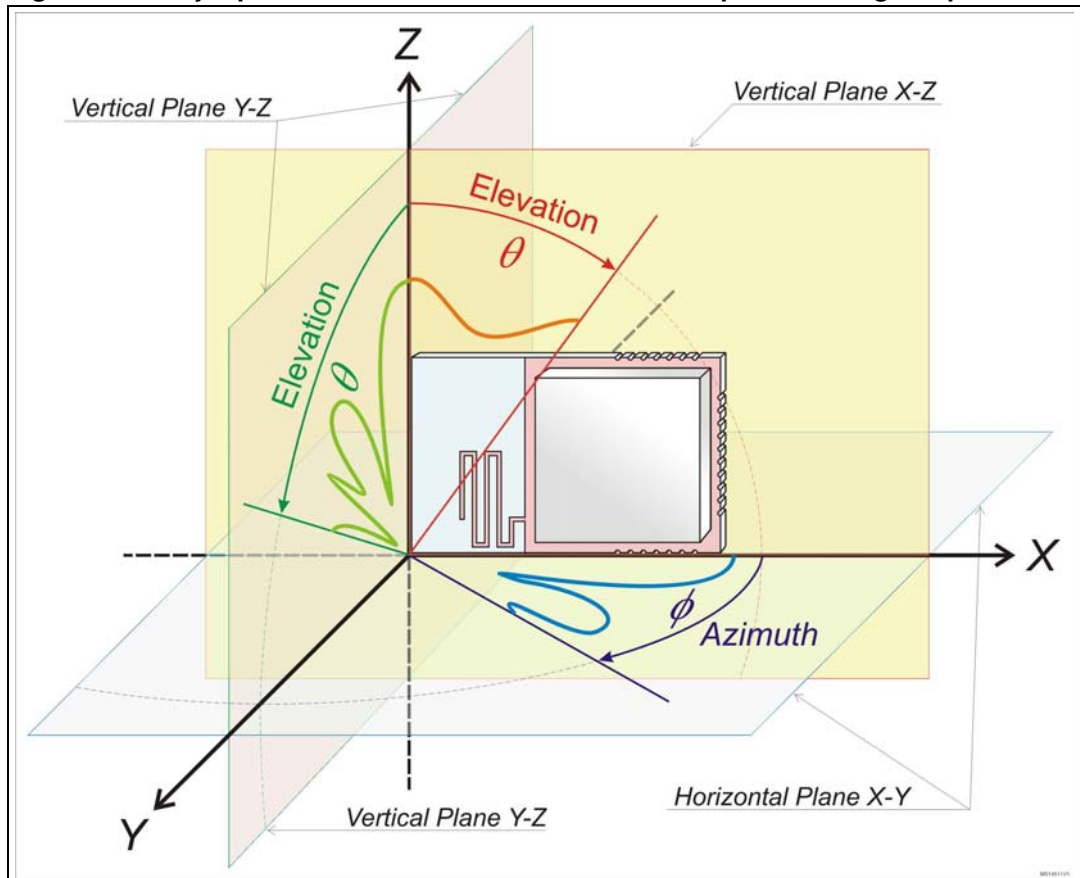 Z
Vertical Plane Y-Z
Vertical Plane X-Z
Elevation
θ
Elevation
θ
X
ϕ
Azimuth
Y
Vertical Plane Y-Z
Horizontal Plane X-Y